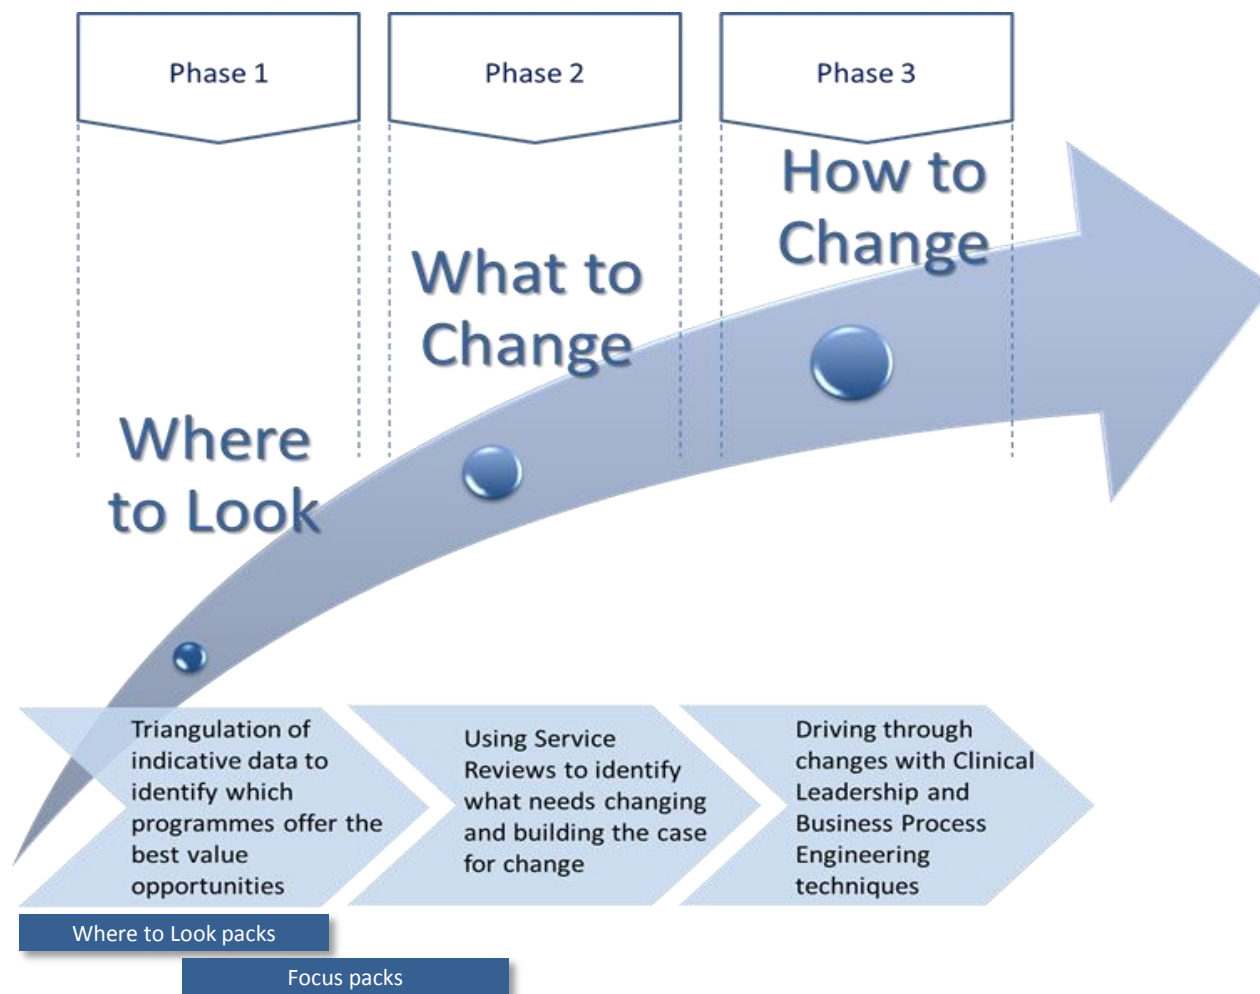 Phase 1
Phase 2
Phase 3
How to
Change
What to
Change
Where
to Look
Triangulation of
indicative data to
identify which
programmes offer the
best value
opportunities
Using Service
Reviews to identify
what needs changing
and building the case
for change
Driving through
changes with Clinical
Leadership and
Business Process
Engineering
techniques
Where to Look packs
Focus packs